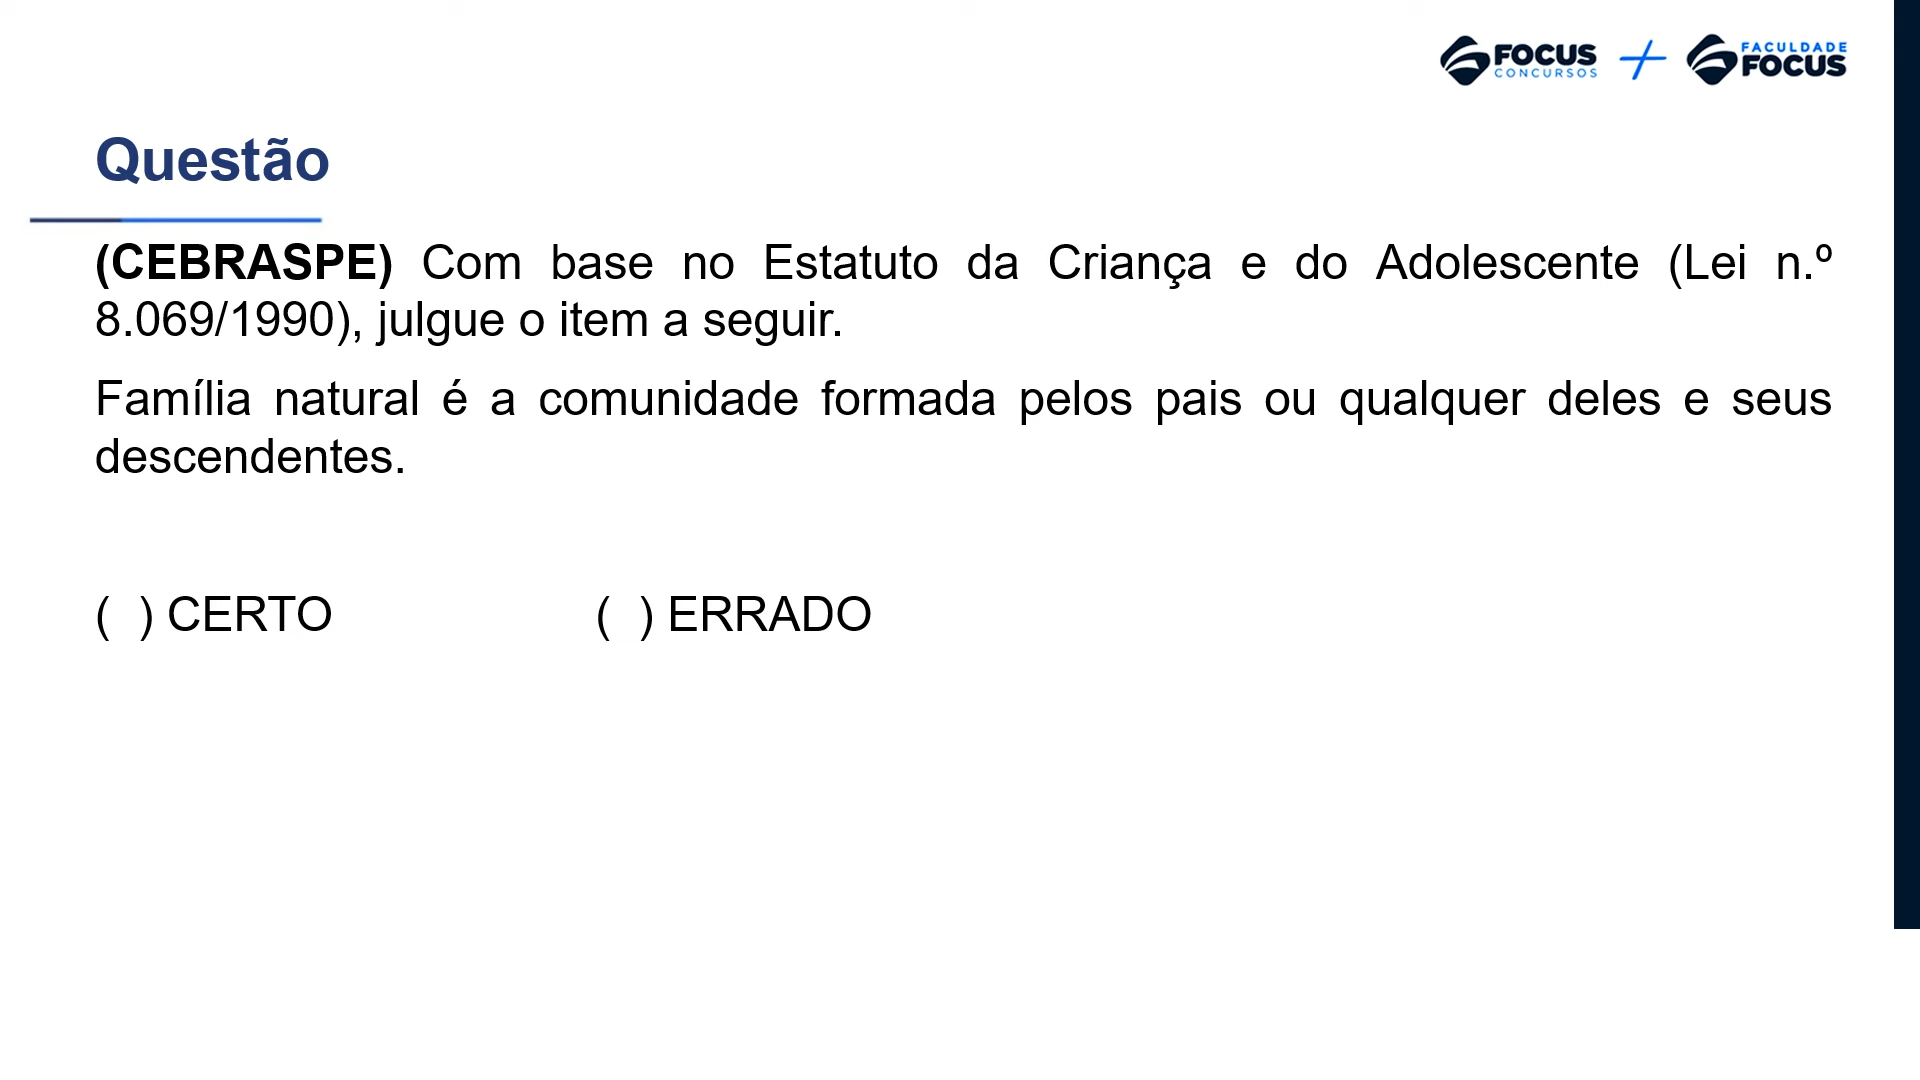 FOCUS
CONCURSOS
FACULDADE
FOCUS
Questão
(CEBRASPE) Com base no Estatuto da Criança e do Adolescente (Lei n.º
8.069/1990), julgue o item a seguir.
Família natural é a comunidade formada pelos pais ou qualquer deles e seus
descendentes.
( ) CERTO ( ) ERRADO